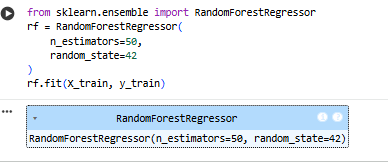 from sklearn.ensemble import RandomForestRegressor
rf = RandomForestRegressor(
    n_estimators=50,
    random_state=42
)
rf.fit(X_train, y_train)
RandomForestRegressor
RandomForestRegressor(n_estimators=50, random_state=42)